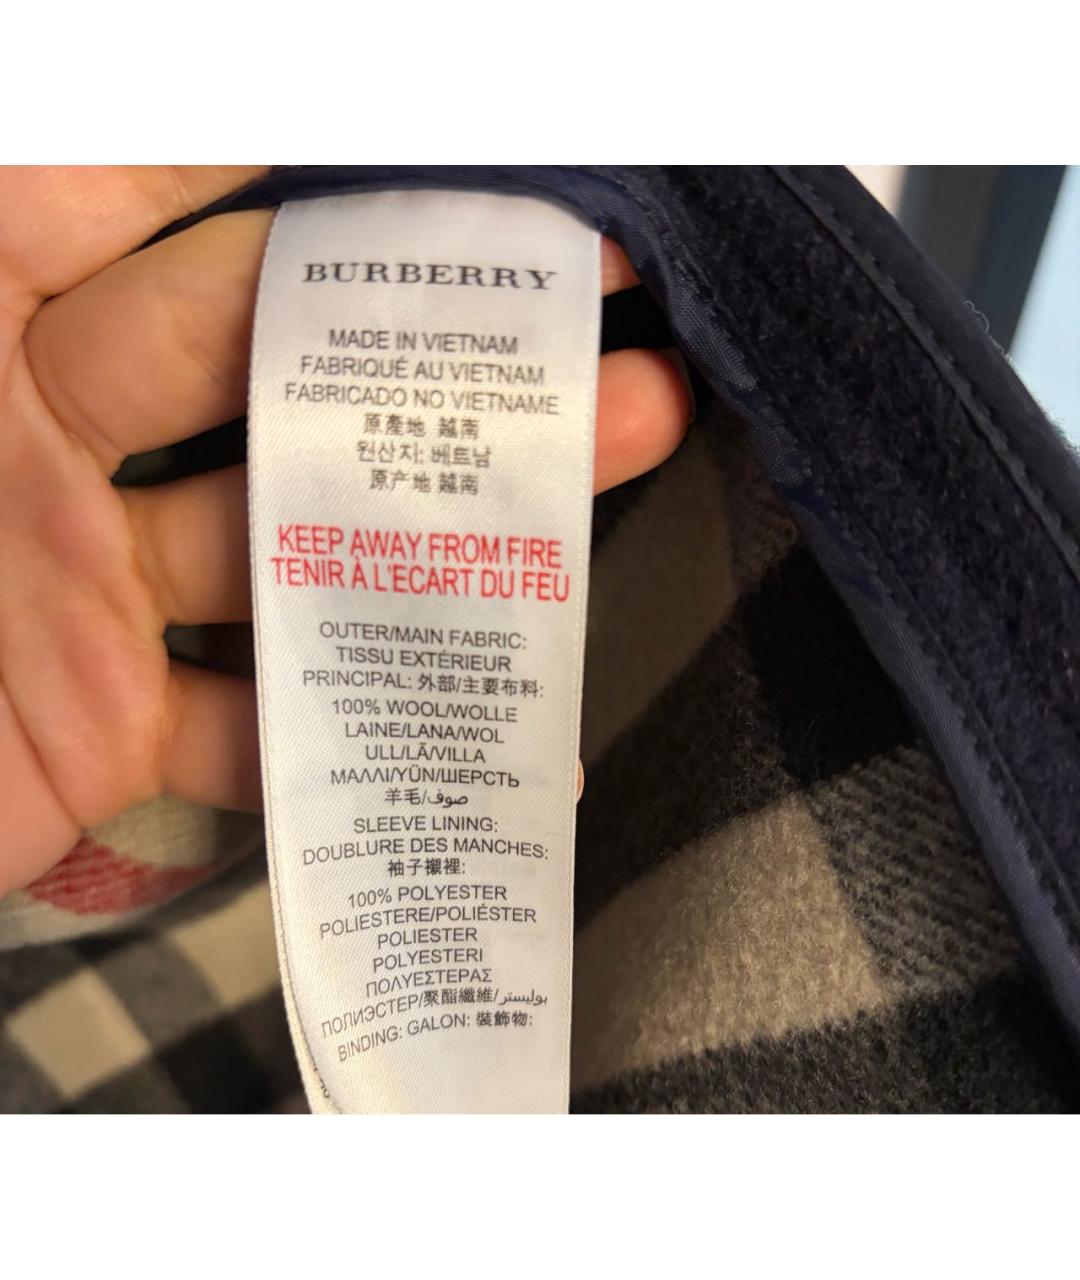 BURBERRY
MADE IN VIETNAM
FABRIQUÉ AU VIETNAM
FABRICADO NO VIETNAME
原產地 越南
원산지: 베트남
原产地 越南
KEEP AWAY FROM FIRE
TENIR À L'ECART DU FEU
OUTER/MAIN FABRIC:
TISSU EXTÉRIEUR
PRINCIPAL: 外部/主要布料:
100% WOOL/WOLLE
LAINE/LANA/WOL
ULL/LÃ/VILLA
ΜΑΛΛΙ/YÜN/ШЕРСТЬ
羊毛/صوف
SLEEVE LINING:
DOUBLURE DES MANCHES:
袖子襯裡:
100% POLYESTER
POLIESTERE/POLIÉSTER
POLIESTER
POLYESTERI
ΠΟΛΥΕΣΤΕΡΑΣ
ПОЛИЭСТЕР/聚酯纖維/بوليستر
BINDING: GALON: 裝飾物: